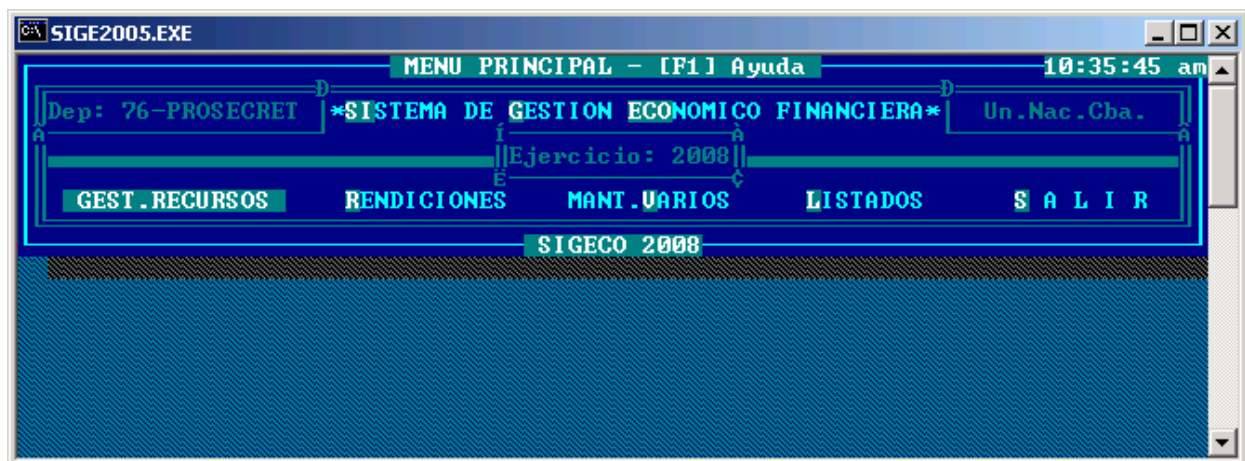 SIGE2005.EXE
MENU PRINCIPAL - [F1] Ayuda 10:35:45 am
Dep: 76-PROSECRET *SISTEMA DE GESTION ECONOMICO FINANCIERA* Un.Nac.Cba.
Ejercicio: 2008
GEST.RECURSOS RENDICIONES MANT.VARIOS LISTADOS S A L I R
SIGECO 2008